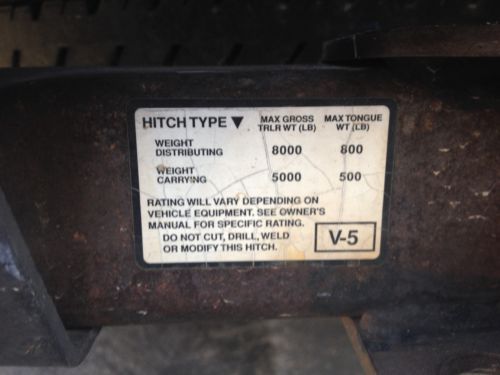 HITCH TYPE ▼ MAX GROSS TRLR WT (LB) MAX TONGUE WT (LB)
WEIGHT DISTRIBUTING 8000 800
WEIGHT CARRYING 5000 500
RATING WILL VARY DEPENDING ON
VEHICLE EQUIPMENT. SEE OWNER'S
MANUAL FOR SPECIFIC RATING.
DO NOT CUT, DRILL, WELD
OR MODIFY THIS HITCH.
V-5